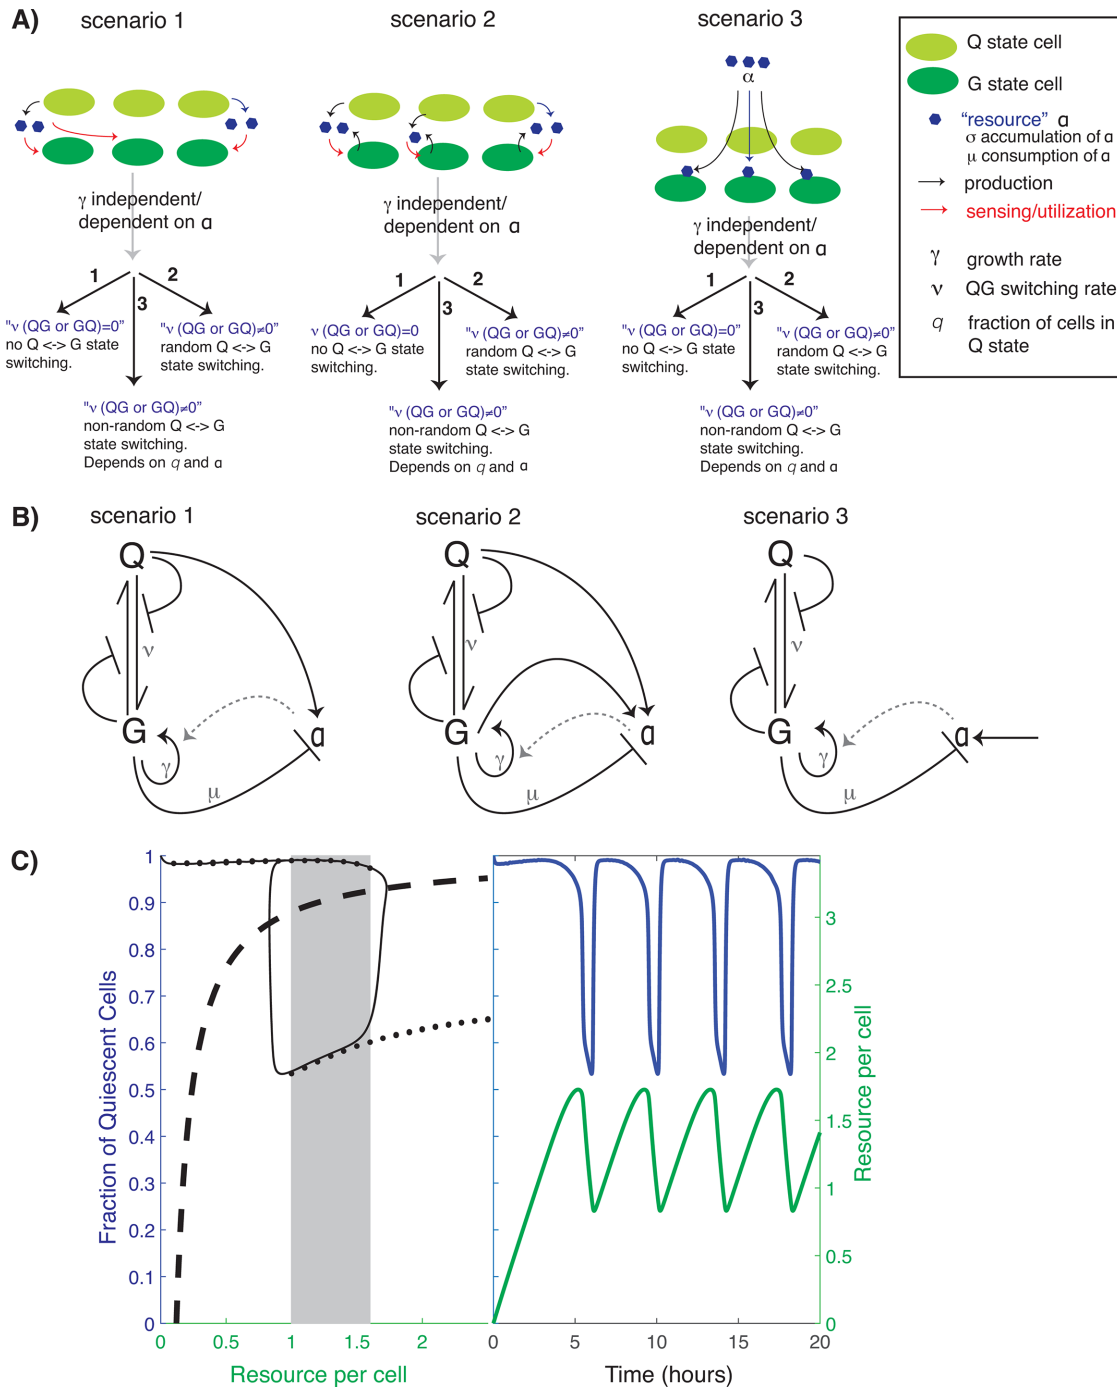 A)
scenario 1
scenario 2
scenario 3
α
Q state cell
G state cell
"resource" ɑ
σ accumulation of ɑ
μ consumption of ɑ
production
sensing/utilization
γ growth rate
ν QG switching rate
q fraction of cells in
Q state
γ independent/
dependent on ɑ
1
2
3
"ν (QG or GQ)=0"
no Q <-> G state
switching.
"ν (QG or GQ)≠0"
random Q <-> G
state switching.
"ν (QG or GQ)≠0"
non-random Q <-> G
state switching.
Depends on q and ɑ
γ independent/
dependent on ɑ
1
2
3
ν (QG or GQ)=0
no Q <-> G state
switching.
"ν (QG or GQ)≠0"
random Q <-> G
state switching.
"ν (QG or GQ)≠0"
non-random Q <-> G
state switching.
Depends on q and ɑ
γ independent/
dependent on ɑ
1
2
3
"ν (QG or GQ)=0"
no Q <-> G state
switching.
"ν (QG or GQ)≠0"
random Q <-> G
state switching.
"ν (QG or GQ)≠0"
non-random Q <-> G
state switching.
Depends on q and ɑ
B)
scenario 1
scenario 2
scenario 3
Q
ν
G
γ
μ
ɑ
Q
ν
G
γ
μ
ɑ
Q
ν
G
γ
μ
ɑ
C)
Fraction of Quiescent Cells
1
0.9
0.8
0.7
0.6
0.5
0.4
0.3
0.2
0.1
0
0 0.5 1 1.5 2
Resource per cell
0 5 10 15 20
Time (hours)
3
2.5
2
1.5
1
0.5
0
Resource per cell